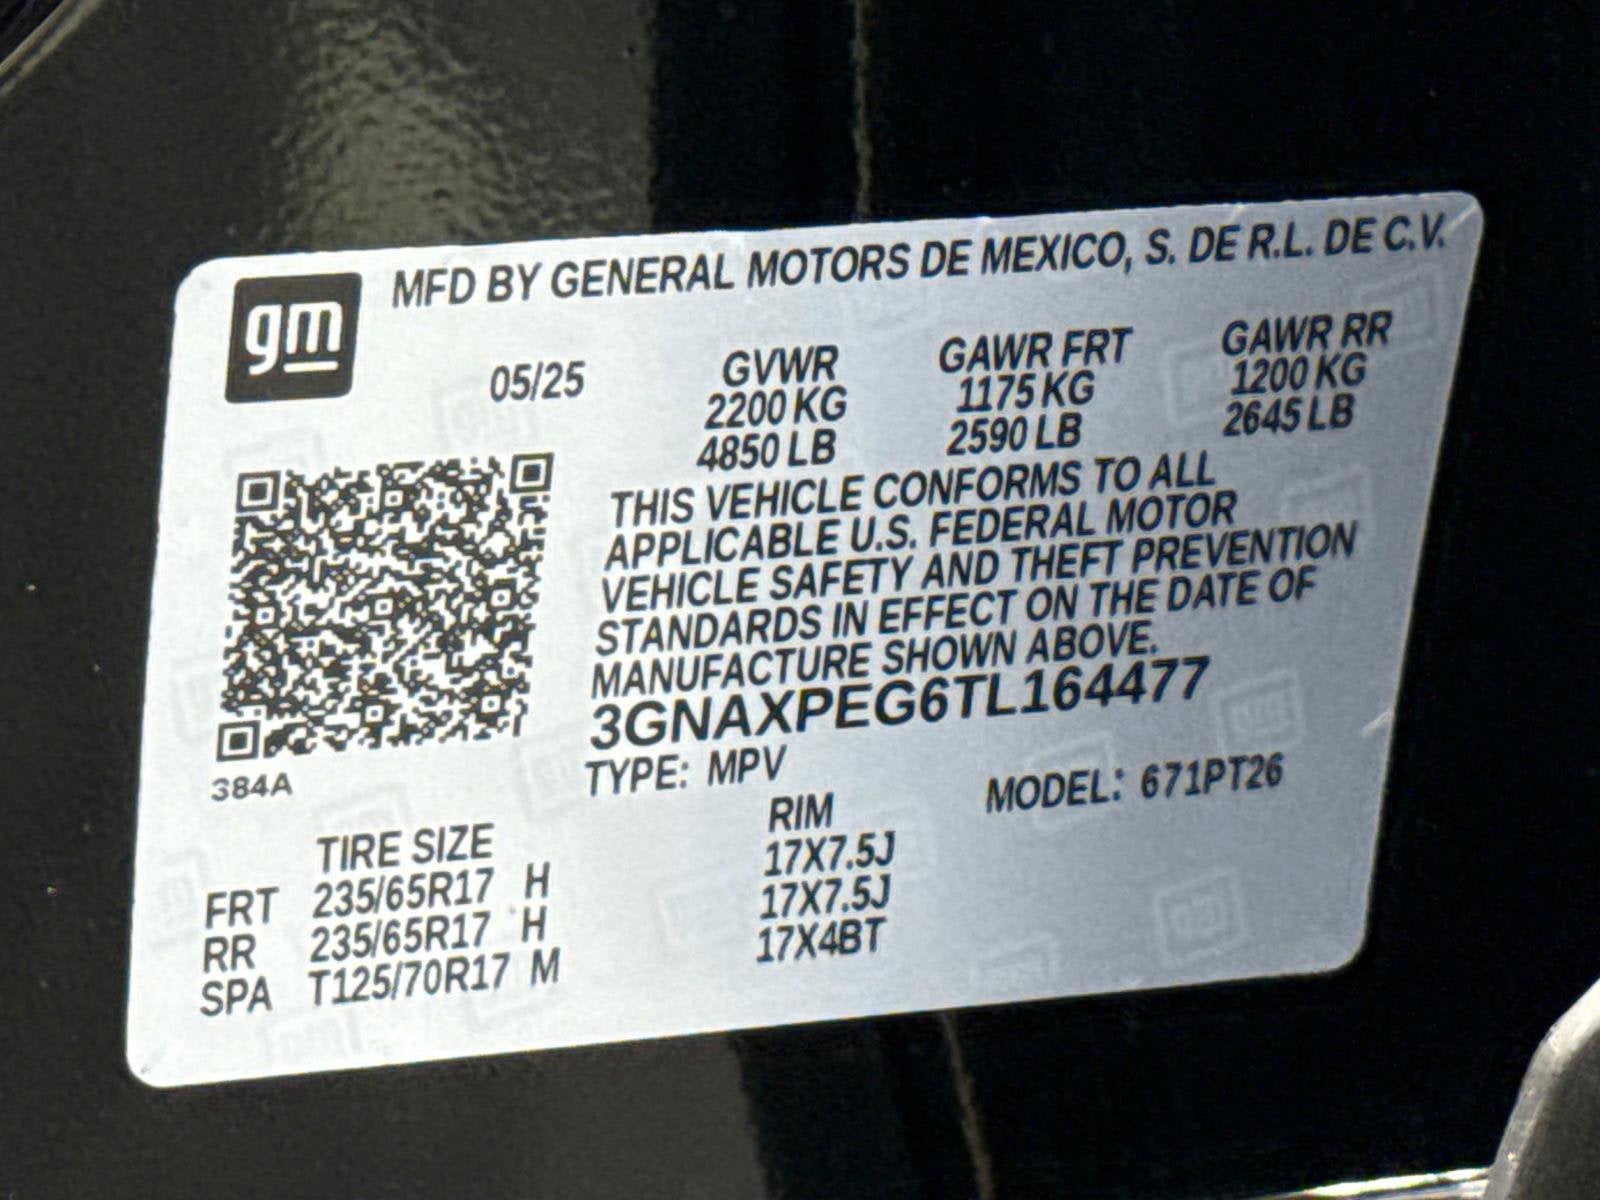 gm
MFD BY GENERAL MOTORS DE MEXICO, S. DE R.L. DE C.V.
05/25
GVWR
2200 KG
4850 LB
GAWR FRT
1175 KG
2590 LB
GAWR RR
1200 KG
2645 LB
THIS VEHICLE CONFORMS TO ALL
APPLICABLE U.S. FEDERAL MOTOR
VEHICLE SAFETY AND THEFT PREVENTION
STANDARDS IN EFFECT ON THE DATE OF
MANUFACTURE SHOWN ABOVE.
3GNAXPEG6TL164477
384A
TYPE: MPV
MODEL: 671PT26
TIRE SIZE RIM
FRT 235/65R17 H 17X7.5J
RR 235/65R17 H 17X7.5J
SPA T125/70R17 M 17X4BT